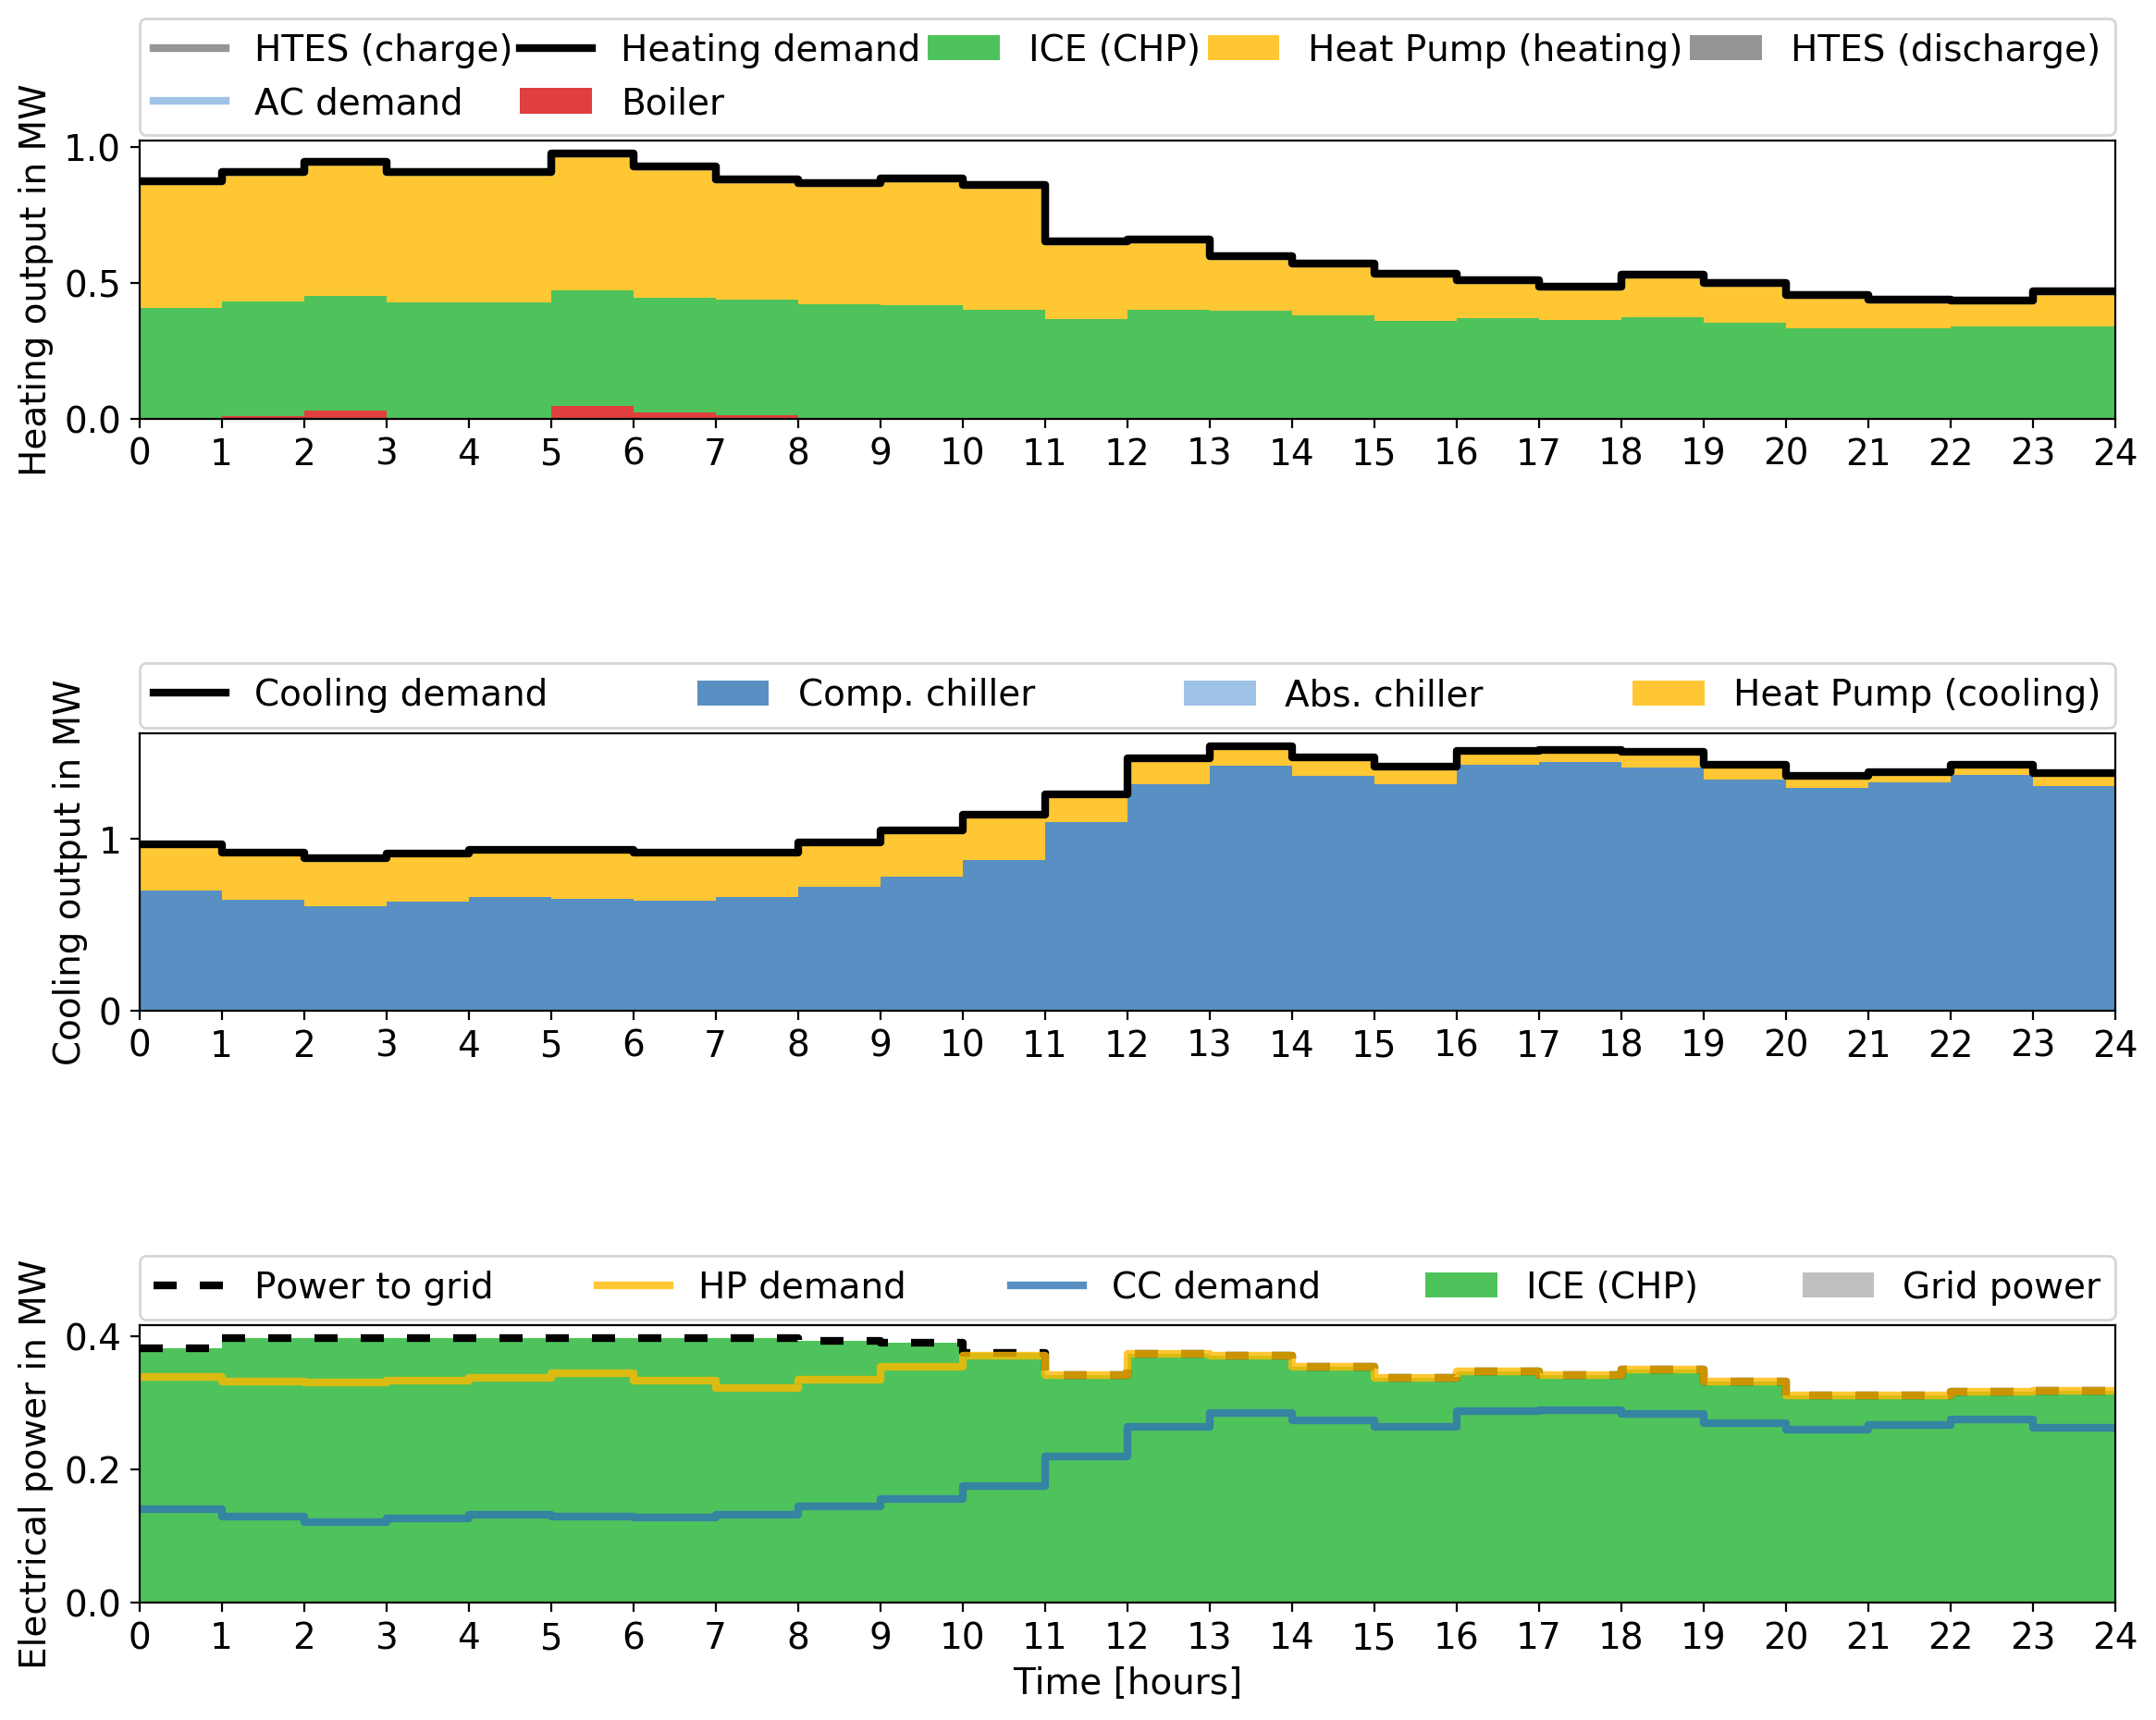 HTES (charge) Heating demand ICE (CHP) Heat Pump (heating) HTES (discharge)
AC demand Boiler
Heating output in MW
1.0
0.5
0.0
0 1 2 3 4 5 6 7 8 9 10 11 12 13 14 15 16 17 18 19 20 21 22 23 24
Cooling demand Comp. chiller Abs. chiller Heat Pump (cooling)
Cooling output in MW
1
0
0 1 2 3 4 5 6 7 8 9 10 11 12 13 14 15 16 17 18 19 20 21 22 23 24
Power to grid HP demand CC demand ICE (CHP) Grid power
Electrical power in MW
0.4
0.2
0.0
0 1 2 3 4 5 6 7 8 9 10 11 12 13 14 15 16 17 18 19 20 21 22 23 24
Time [hours]